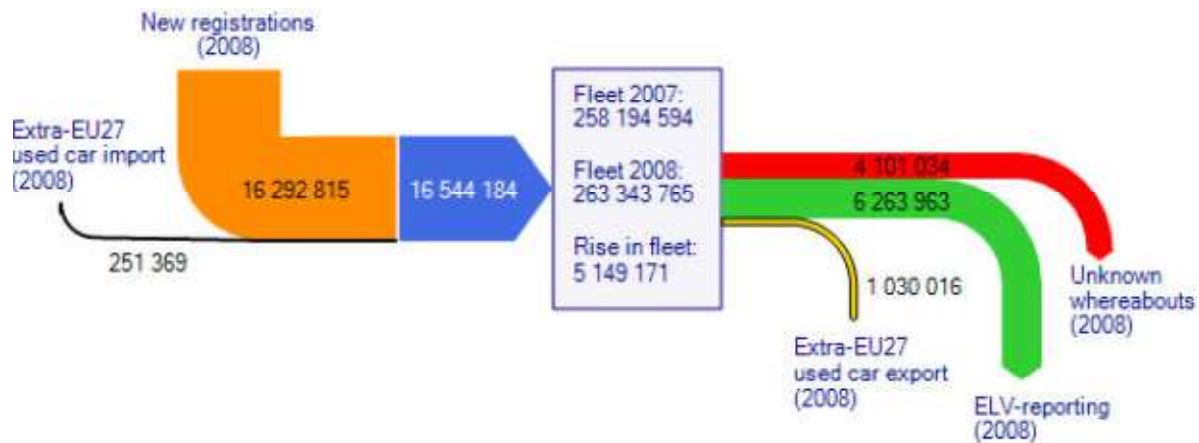 New registrations
(2008)
Extra-EU27
used car import
(2008)
16 292 815
251 369
16 544 184
Fleet 2007:
258 194 594
Fleet 2008:
263 343 765
Rise in fleet:
5 149 171
4 101 034
6 263 963
1 030 016
Unknown
whereabouts
(2008)
Extra-EU27
used car export
(2008)
ELV-reporting
(2008)